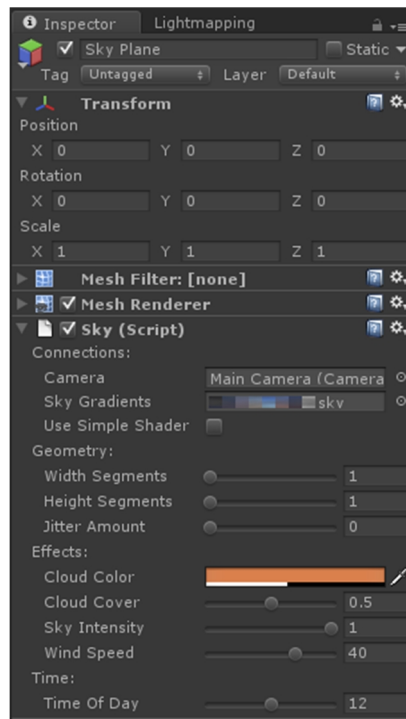 Inspector Lightmapping
Sky Plane Static
Tag Untagged Layer Default
Transform
Position
X 0 Y 0 Z 0
Rotation
X 0 Y 0 Z 0
Scale
X 1 Y 1 Z 1
Mesh Filter: [none]
Mesh Renderer
Sky (Script)
Connections:
Camera Main Camera (Camera
Sky Gradients sky
Use Simple Shader
Geometry:
Width Segments 1
Height Segments 1
Jitter Amount 0
Effects:
Cloud Color
Cloud Cover 0.5
Sky Intensity 1
Wind Speed 40
Time:
Time Of Day 12